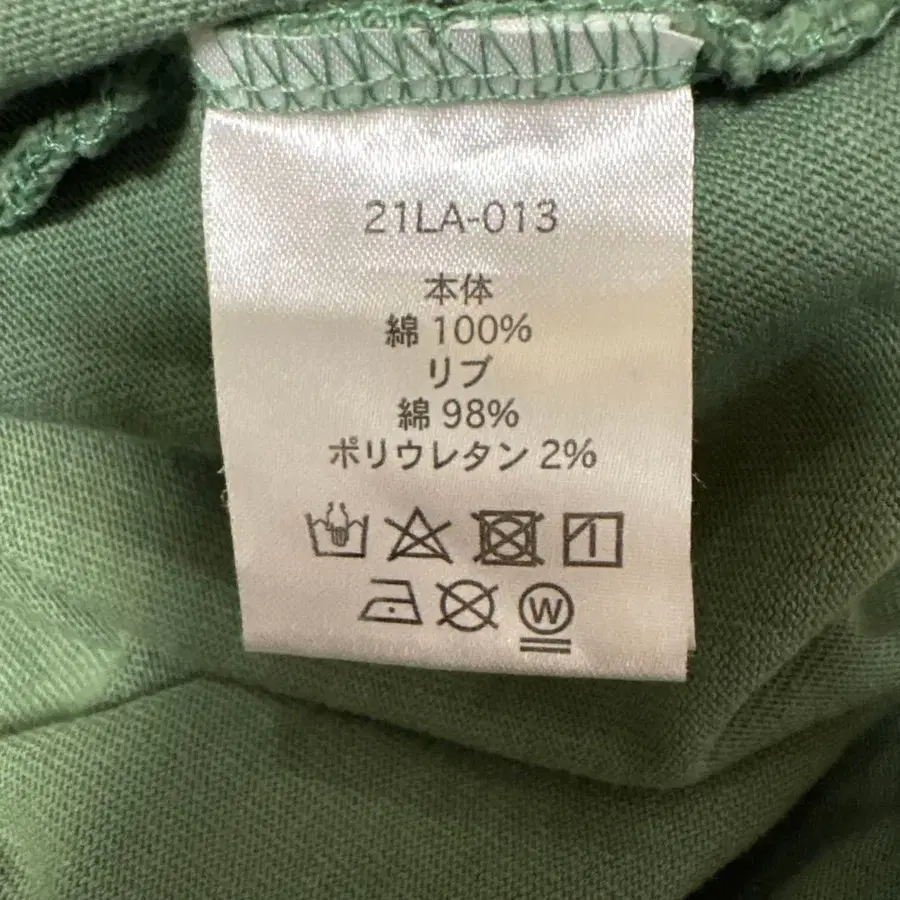 21LA-013
本体
綿 100%
リブ
綿 98%
ポリウレタン 2%
W